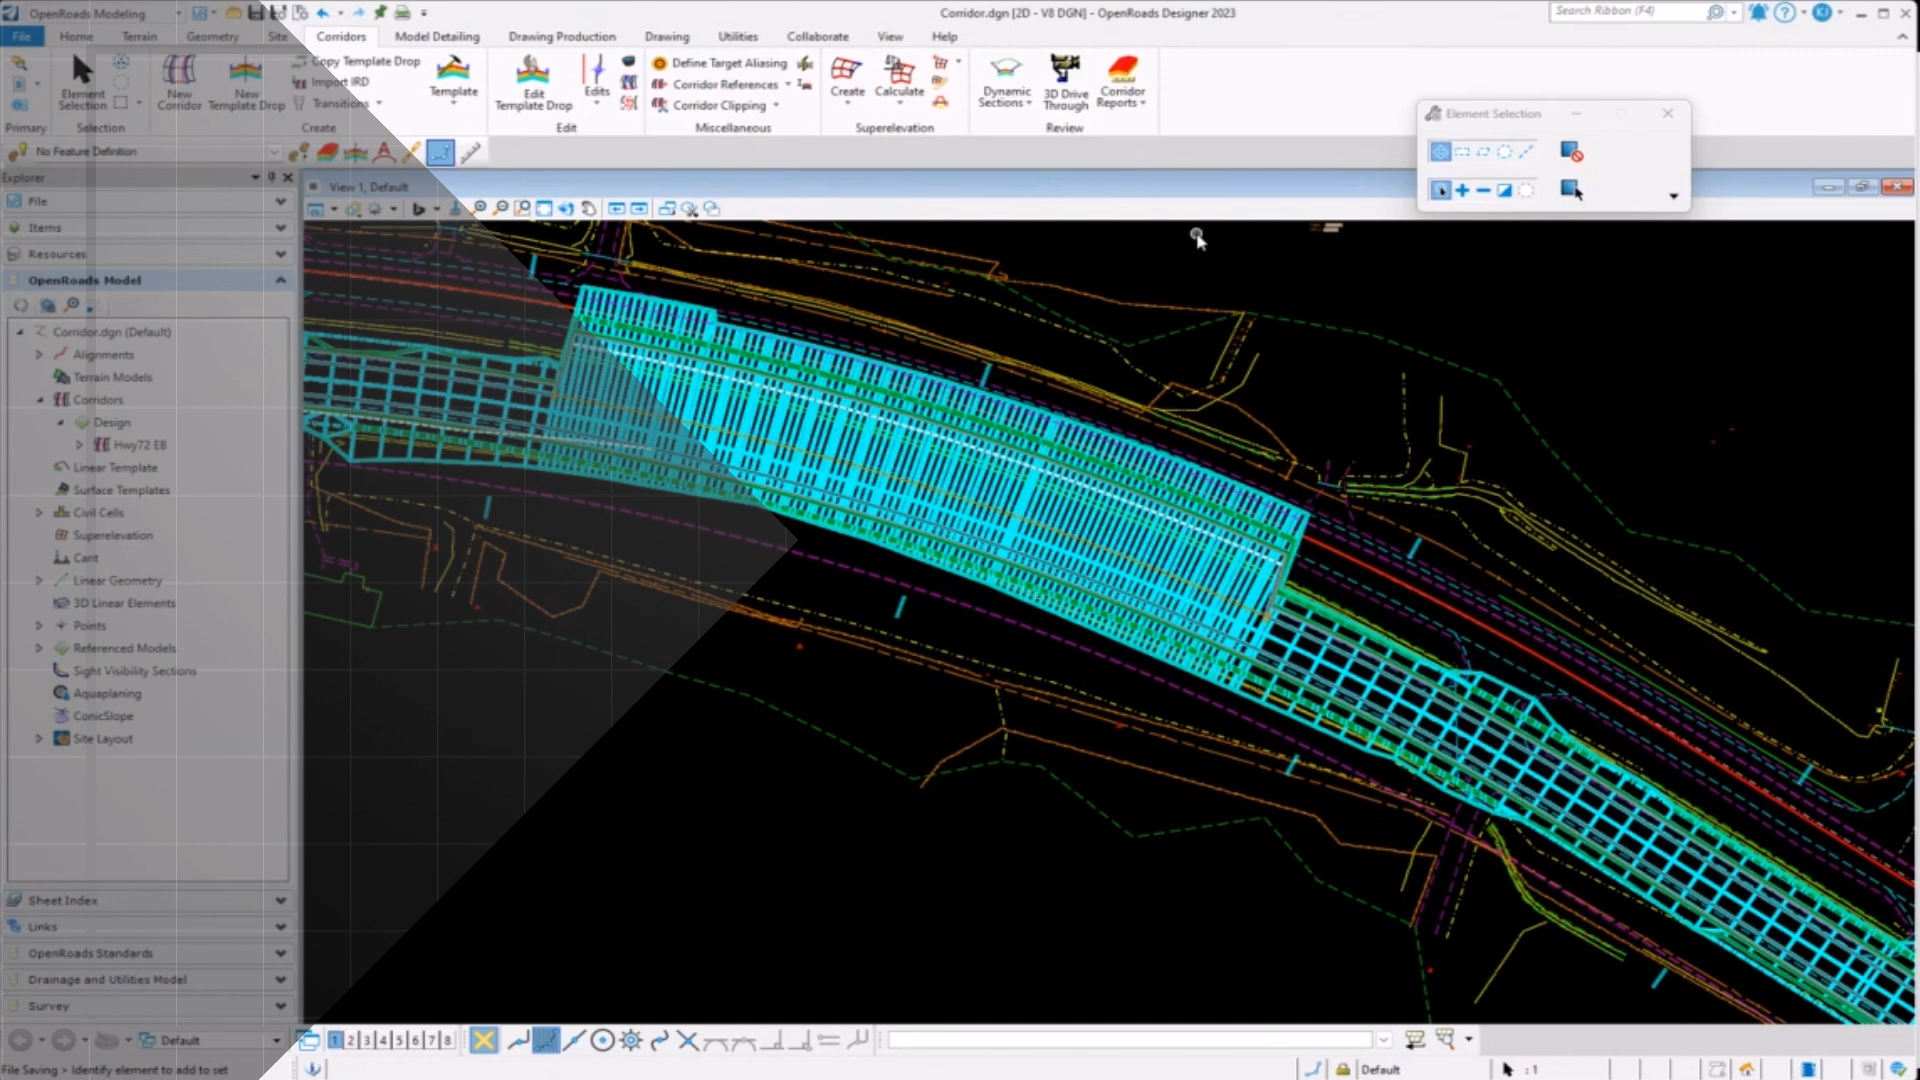 OpenRoads Modeling
Corridor.dgn [2D - V8 DGN] - OpenRoads Designer 2023
Search Ribbon (F4)
KJ
File Home Terrain Geometry Site Corridors Model Detailing Drawing Production Drawing Utilities Collaborate View Help
Element Selection
New Corridor
New Template Drop
Copy Template Drop
Import IRD
Transitions
Template
Edit Template Drop
Edits
Define Target Aliasing
Corridor References
Corridor Clipping
Create
Calculate
Dynamic Sections
3D Drive Through
Corridor Reports
Primary Selection Create Edit Miscellaneous Superelevation Review
Element Selection
No Feature Definition
Explorer
View 1, Default
File
Items
Resources
OpenRoads Model
Corridor.dgn (Default)
Alignments
Terrain Models
Corridors
Design
Hwy72 EB
Linear Template
Surface Templates
Civil Cells
Superelevation
Cant
Linear Geometry
3D Linear Elements
Points
Referenced Models
Sight Visibility Sections
Aquaplaning
ConicSlope
Site Layout
Sheet Index
Links
OpenRoads Standards
Drainage and Utilities Model
Survey
Default
1 2 3 4 5 6 7 8
File Saving > Identify element to add to set
Default
: 1